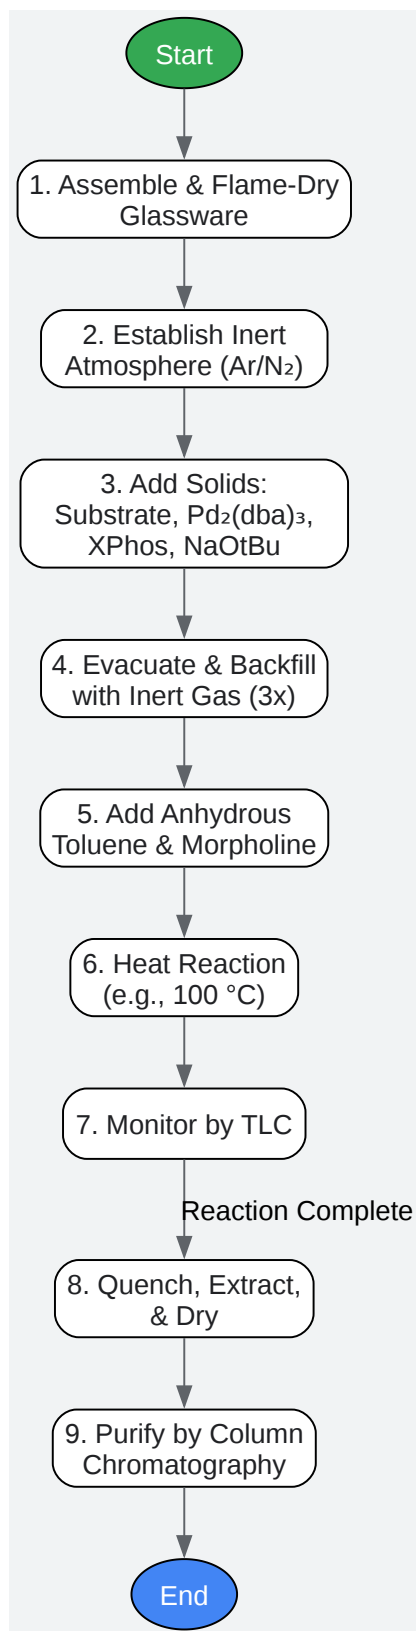 Start
1. Assemble & Flame-Dry
Glassware
2. Establish Inert
Atmosphere (Ar/N₂)
3. Add Solids:
Substrate, Pd₂(dba)₃,
XPhos, NaOtBu
4. Evacuate & Backfill
with Inert Gas (3x)
5. Add Anhydrous
Toluene & Morpholine
6. Heat Reaction
(e.g., 100 °C)
7. Monitor by TLC
Reaction Complete
8. Quench, Extract,
& Dry
9. Purify by Column
Chromatography
End